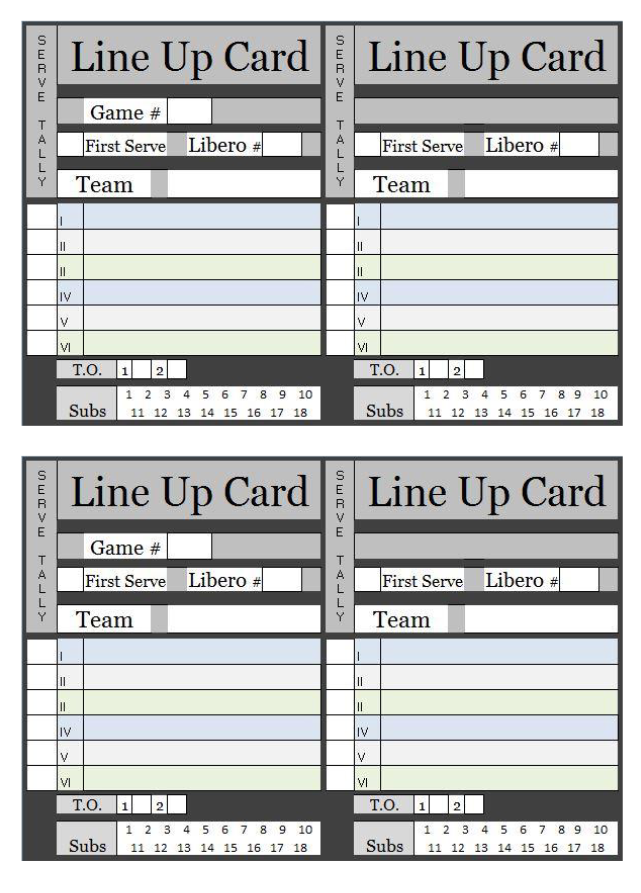 SERVE TALLY
Line Up Card
Game #
First Serve Libero #
Team
I
II
II
IV
V
VI
T.O. 1 2
Subs
1 2 3 4 5 6 7 8 9 10
11 12 13 14 15 16 17 18
SERVE TALLY
Line Up Card
First Serve Libero #
Team
I
II
II
IV
V
VI
T.O. 1 2
Subs
1 2 3 4 5 6 7 8 9 10
11 12 13 14 15 16 17 18
SERVE TALLY
Line Up Card
Game #
First Serve Libero #
Team
I
II
II
IV
V
VI
T.O. 1 2
Subs
1 2 3 4 5 6 7 8 9 10
11 12 13 14 15 16 17 18
SERVE TALLY
Line Up Card
First Serve Libero #
Team
I
II
II
IV
V
VI
T.O. 1 2
Subs
1 2 3 4 5 6 7 8 9 10
11 12 13 14 15 16 17 18